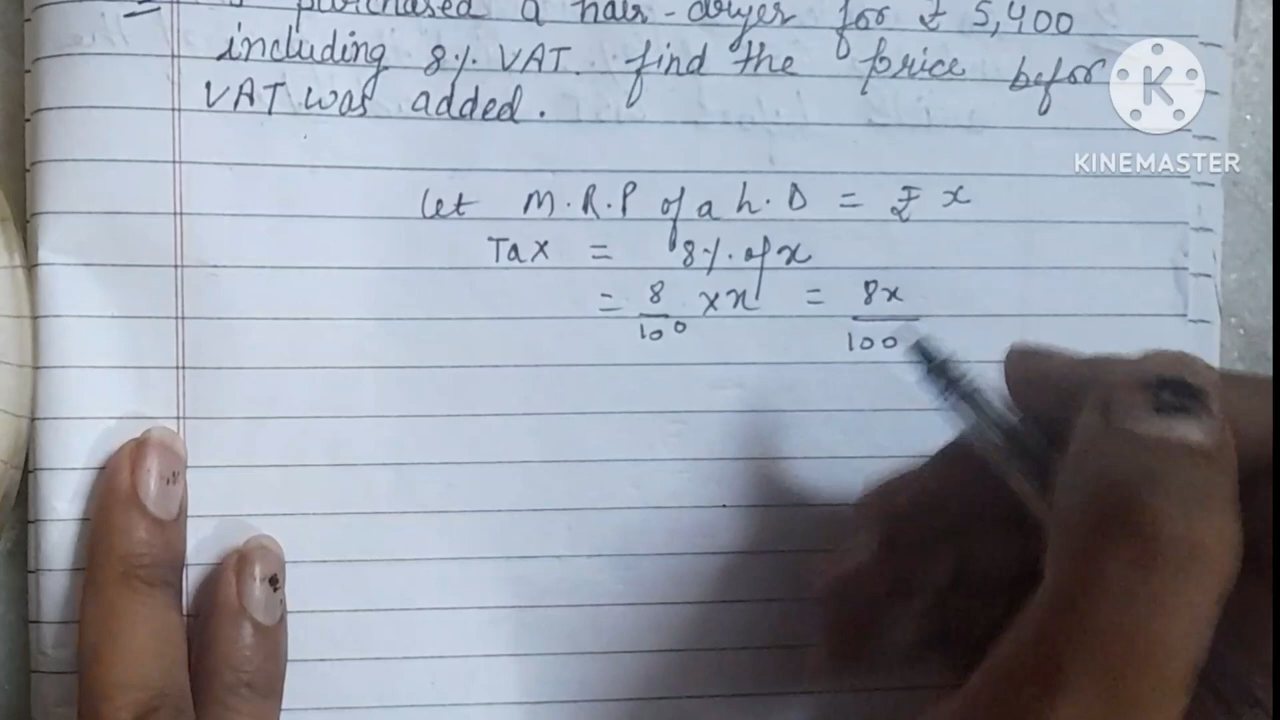 purchased a hair-dryer for ₹ 5,400
including 8% VAT. find the price befor
VAT was added.
K
KINEMASTER
let M.R.P of a h.D = ₹ x
Tax = 8% of x
= 8/100 × x = 8x/100